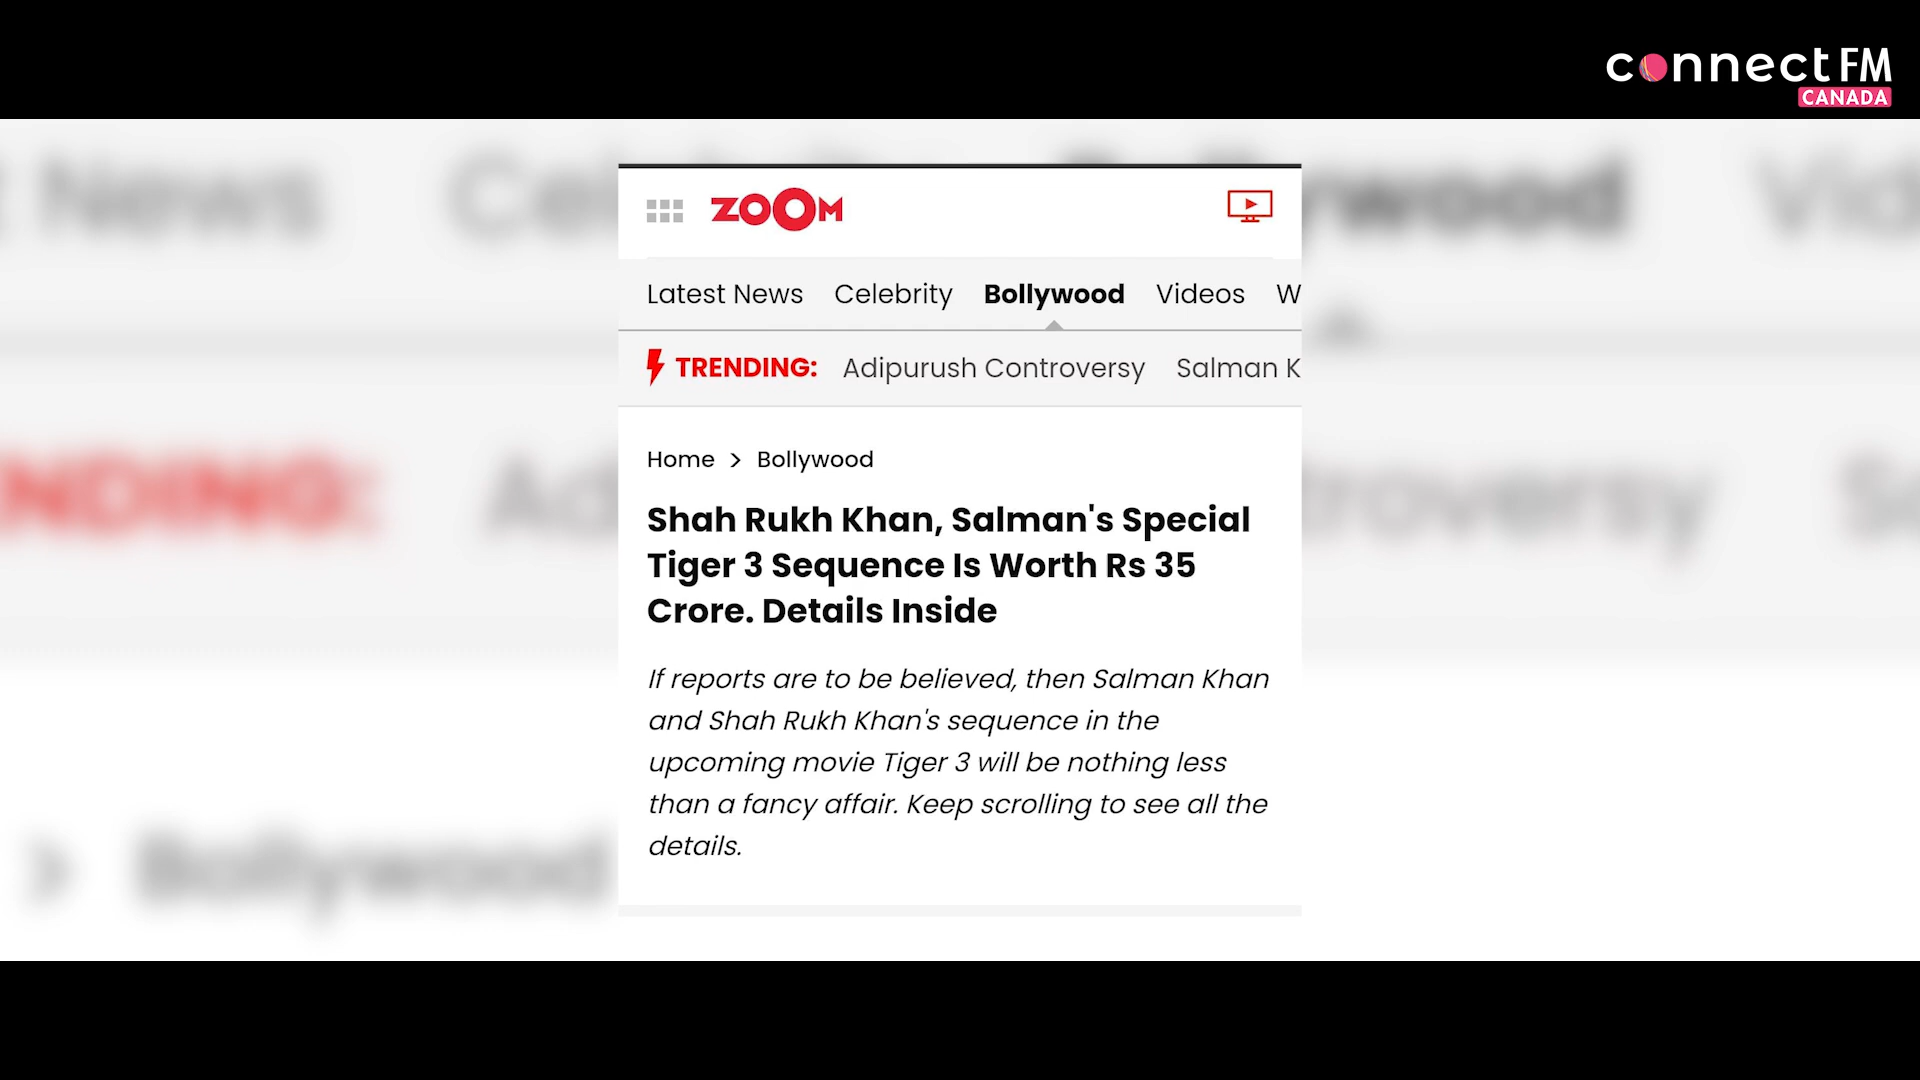 connectFM
CANADA
ZOOM
Latest News Celebrity Bollywood Videos W
TRENDING: Adipurush Controversy Salman K
Home > Bollywood
Shah Rukh Khan, Salman's Special
Tiger 3 Sequence Is Worth Rs 35
Crore. Details Inside
If reports are to be believed, then Salman Khan
and Shah Rukh Khan's sequence in the
upcoming movie Tiger 3 will be nothing less
than a fancy affair. Keep scrolling to see all the
details.